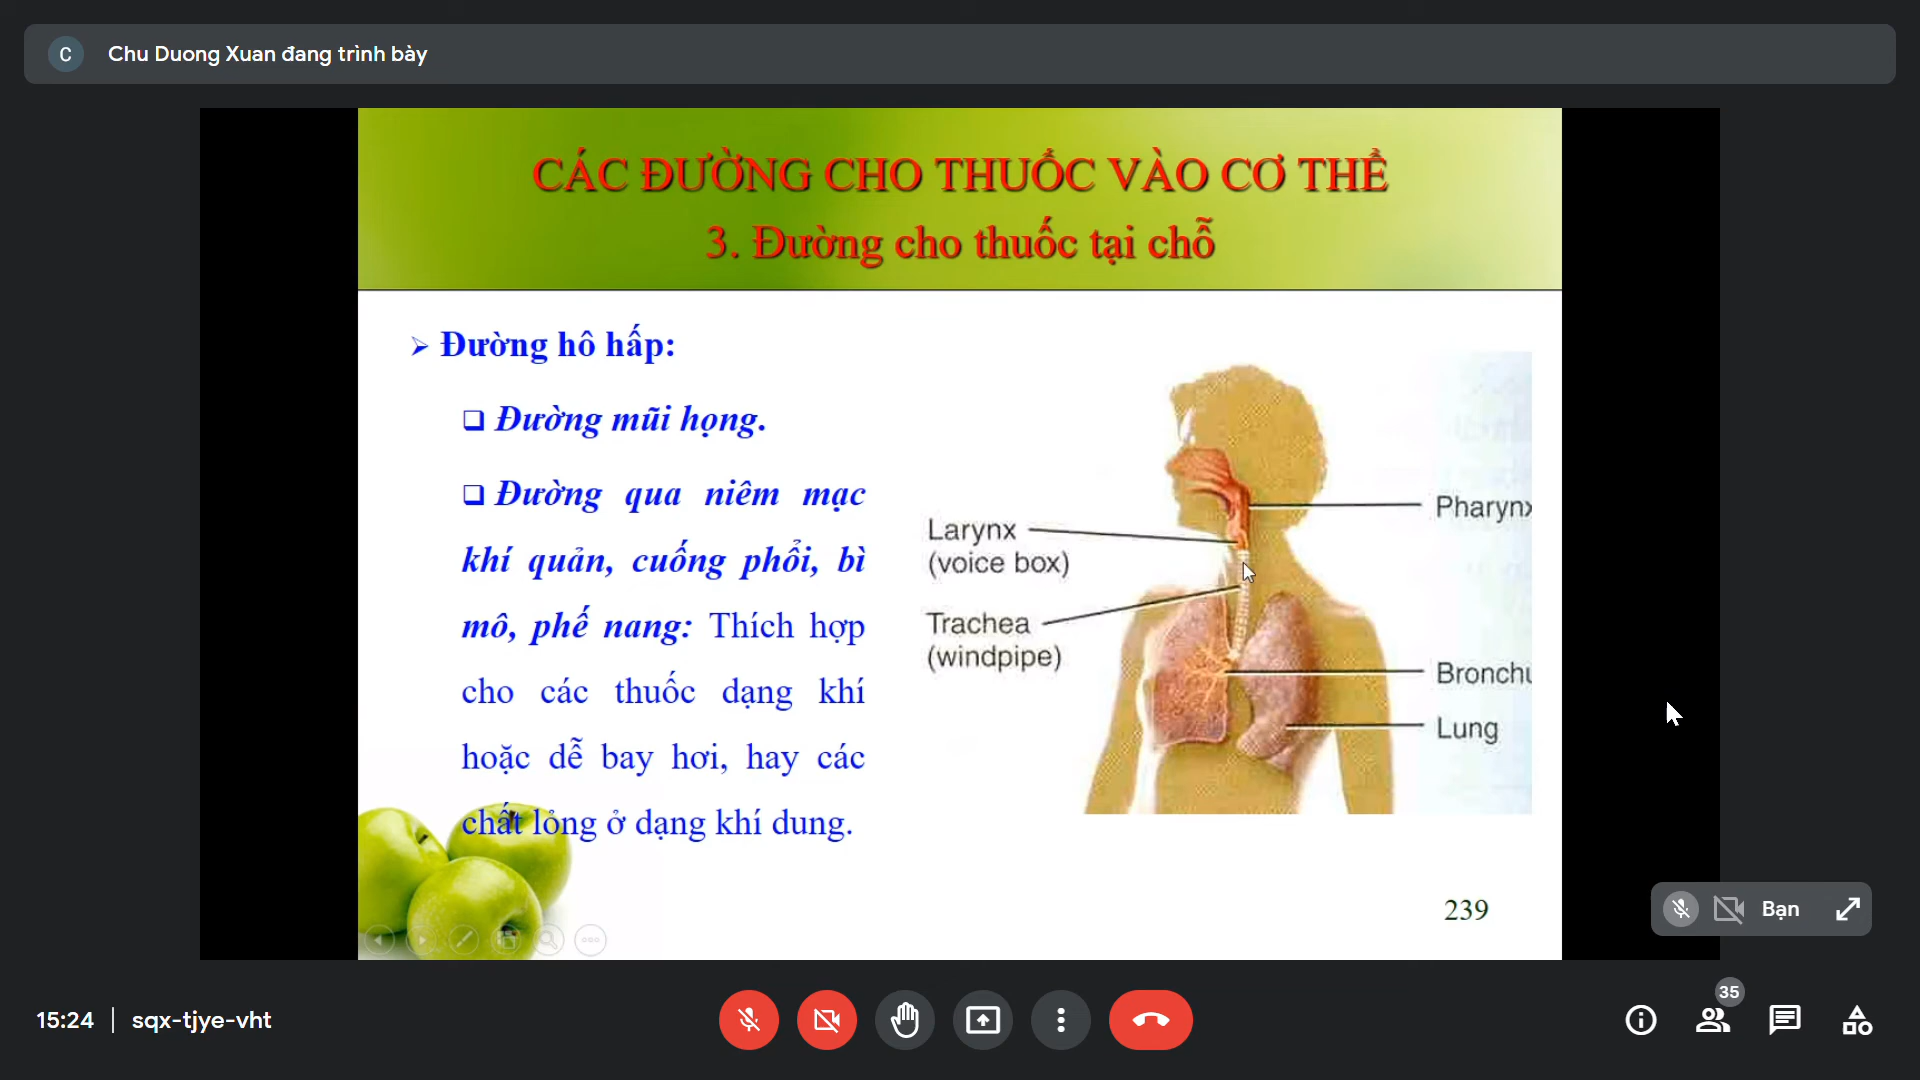 C Chu Duong Xuan đang trình bày
CÁC ĐƯỜNG CHO THUỐC VÀO CƠ THỂ
3. Đường cho thuốc tại chỗ
➢ Đường hô hấp:
❑ Đường mũi họng.
❑ Đường qua niêm mạc
khí quản, cuống phổi, bì
mô, phế nang: Thích hợp
cho các thuốc dạng khí
hoặc dễ bay hơi, hay các
chất lỏng ở dạng khí dung.
Pharynx
Larynx
(voice box)
Trachea
(windpipe)
Bronchu
Lung
239
Bạn
15:24 | sqx-tjye-vht
35